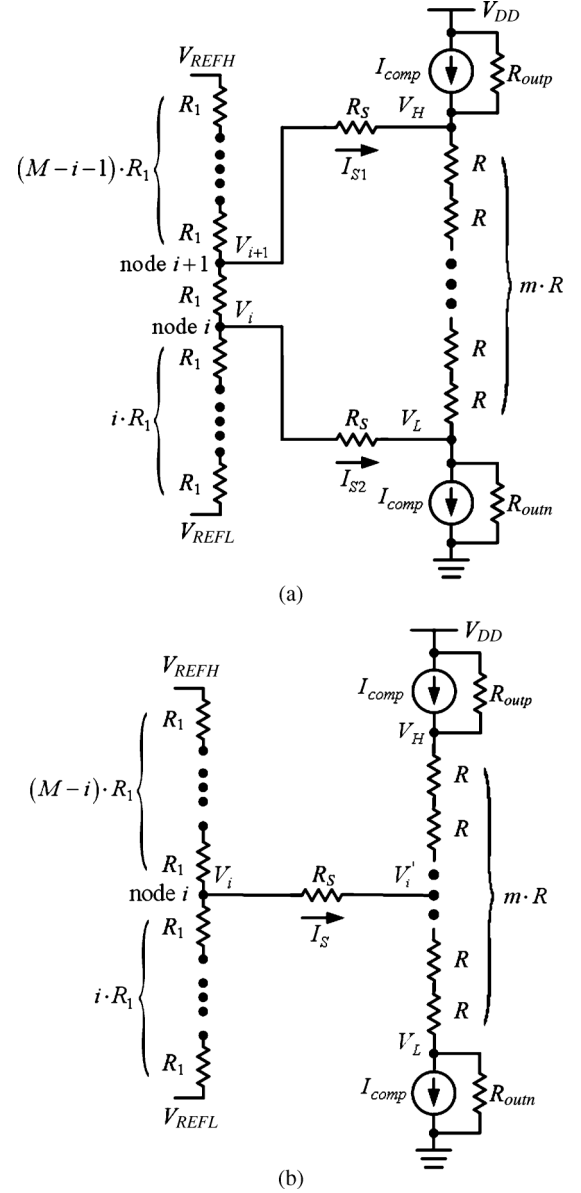 V_DD
V_REFH
I_comp
R_outp
R_1
R_S
V_H
(M-i-1)·R_1
I_S1
R
R_1
V_i+1
R
node i+1
R_1
V_i
m·R
node i
R_1
R
i·R_1
R_S
V_L
R
R_1
I_S2
I_comp
R_outn
V_REFL
(a)
V_DD
V_REFH
I_comp
R_outp
R_1
V_H
(M-i)·R_1
R
R
R_1
V_i
R_S
V_i'
m·R
node i
R_1
I_S
R
i·R_1
R
R_1
V_L
V_REFL
I_comp
R_outn
(b)